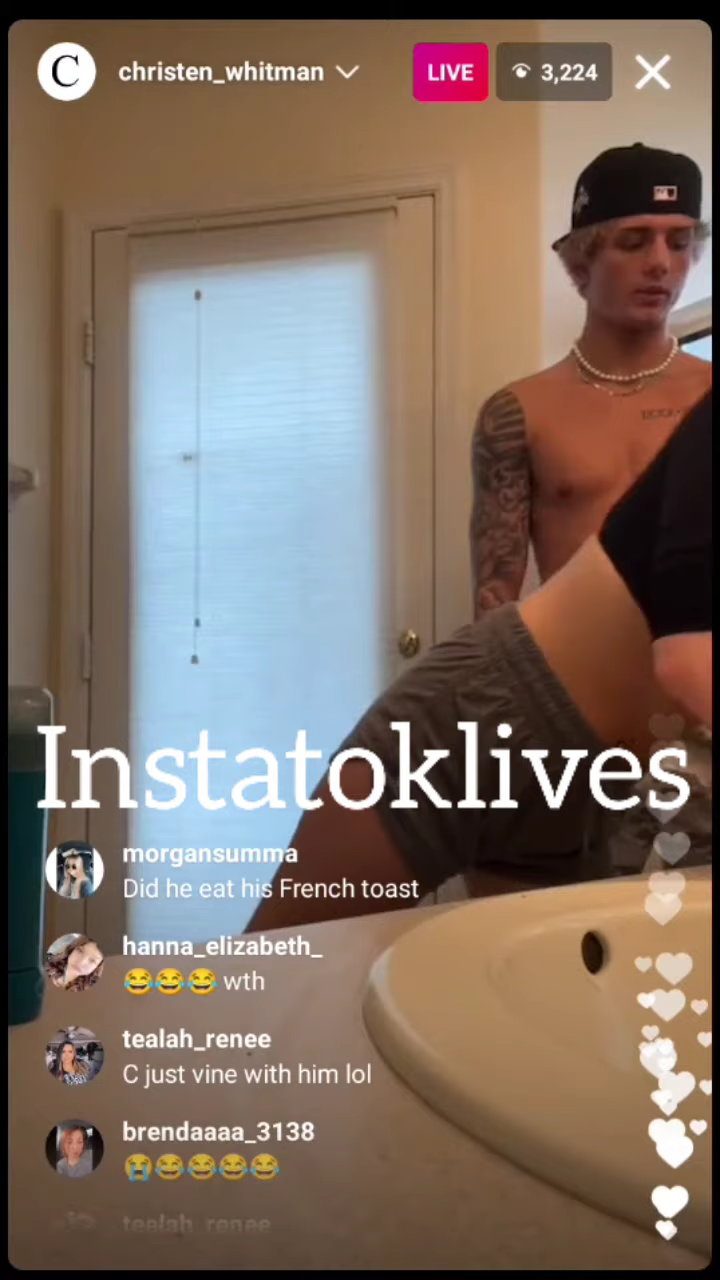 C christen_whitman LIVE 3,224
Instatoklives
morgansumma
Did he eat his French toast
hanna_elizabeth_
😂😂😂 wth
tealah_renee
C just vine with him lol
brendaaaa_3138
😭😂😂😂😂
tealah_renee